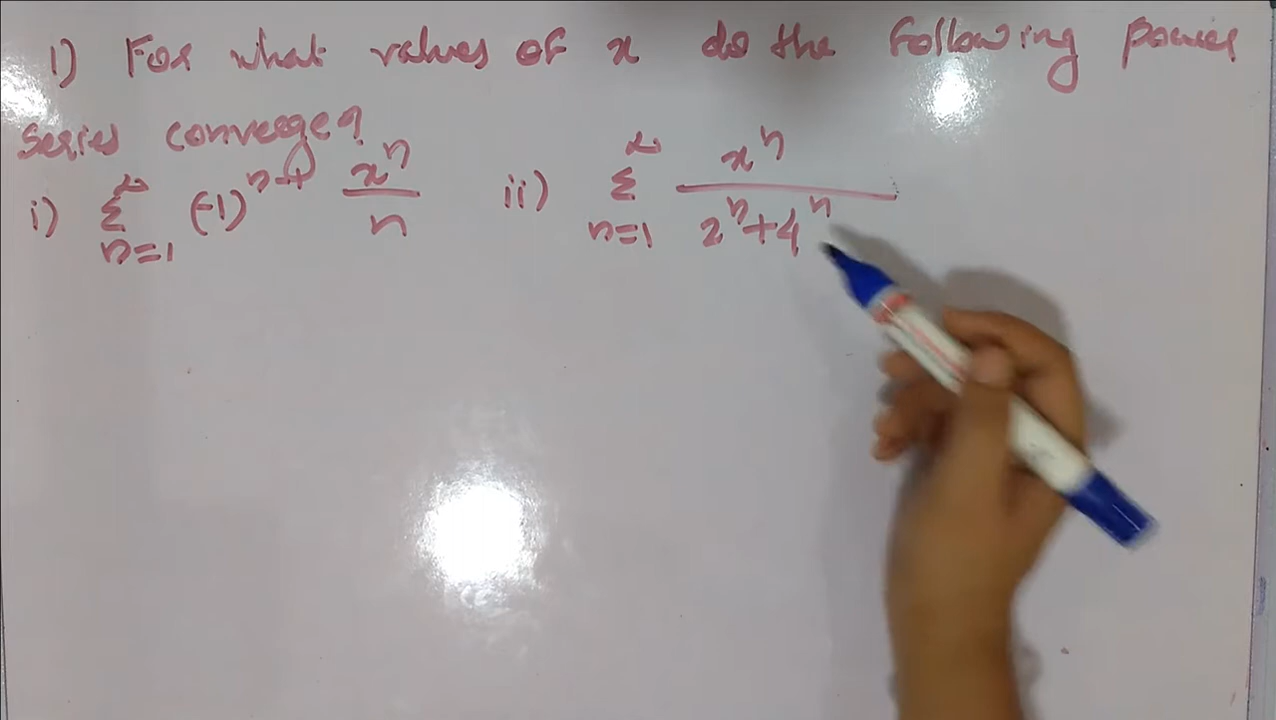 1) For what values of x do the following power
series converge?
i) Σ_{n=1}^{∞} (-1)^{n-1} x^n/n ii) Σ_{n=1}^{∞} x^n/(2^n+4^n)